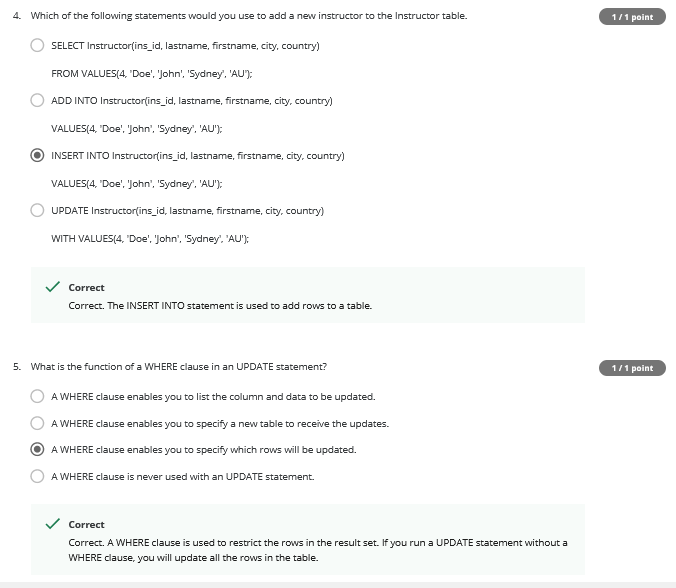 4. Which of the following statements would you use to add a new instructor to the Instructor table.
1 / 1 point
SELECT Instructor(ins_id, lastname, firstname, city, country)
FROM VALUES(4, 'Doe', 'John', 'Sydney', 'AU');
ADD INTO Instructor(ins_id, lastname, firstname, city, country)
VALUES(4, 'Doe', 'John', 'Sydney', 'AU');
INSERT INTO Instructor(ins_id, lastname, firstname, city, country)
VALUES(4, 'Doe', 'John', 'Sydney', 'AU');
UPDATE Instructor(ins_id, lastname, firstname, city, country)
WITH VALUES(4, 'Doe', 'John', 'Sydney', 'AU');
Correct
Correct. The INSERT INTO statement is used to add rows to a table.
5. What is the function of a WHERE clause in an UPDATE statement?
1 / 1 point
A WHERE clause enables you to list the column and data to be updated.
A WHERE clause enables you to specify a new table to receive the updates.
A WHERE clause enables you to specify which rows will be updated.
A WHERE clause is never used with an UPDATE statement.
Correct
Correct. A WHERE clause is used to restrict the rows in the result set. If you run a UPDATE statement without a
WHERE clause, you will update all the rows in the table.